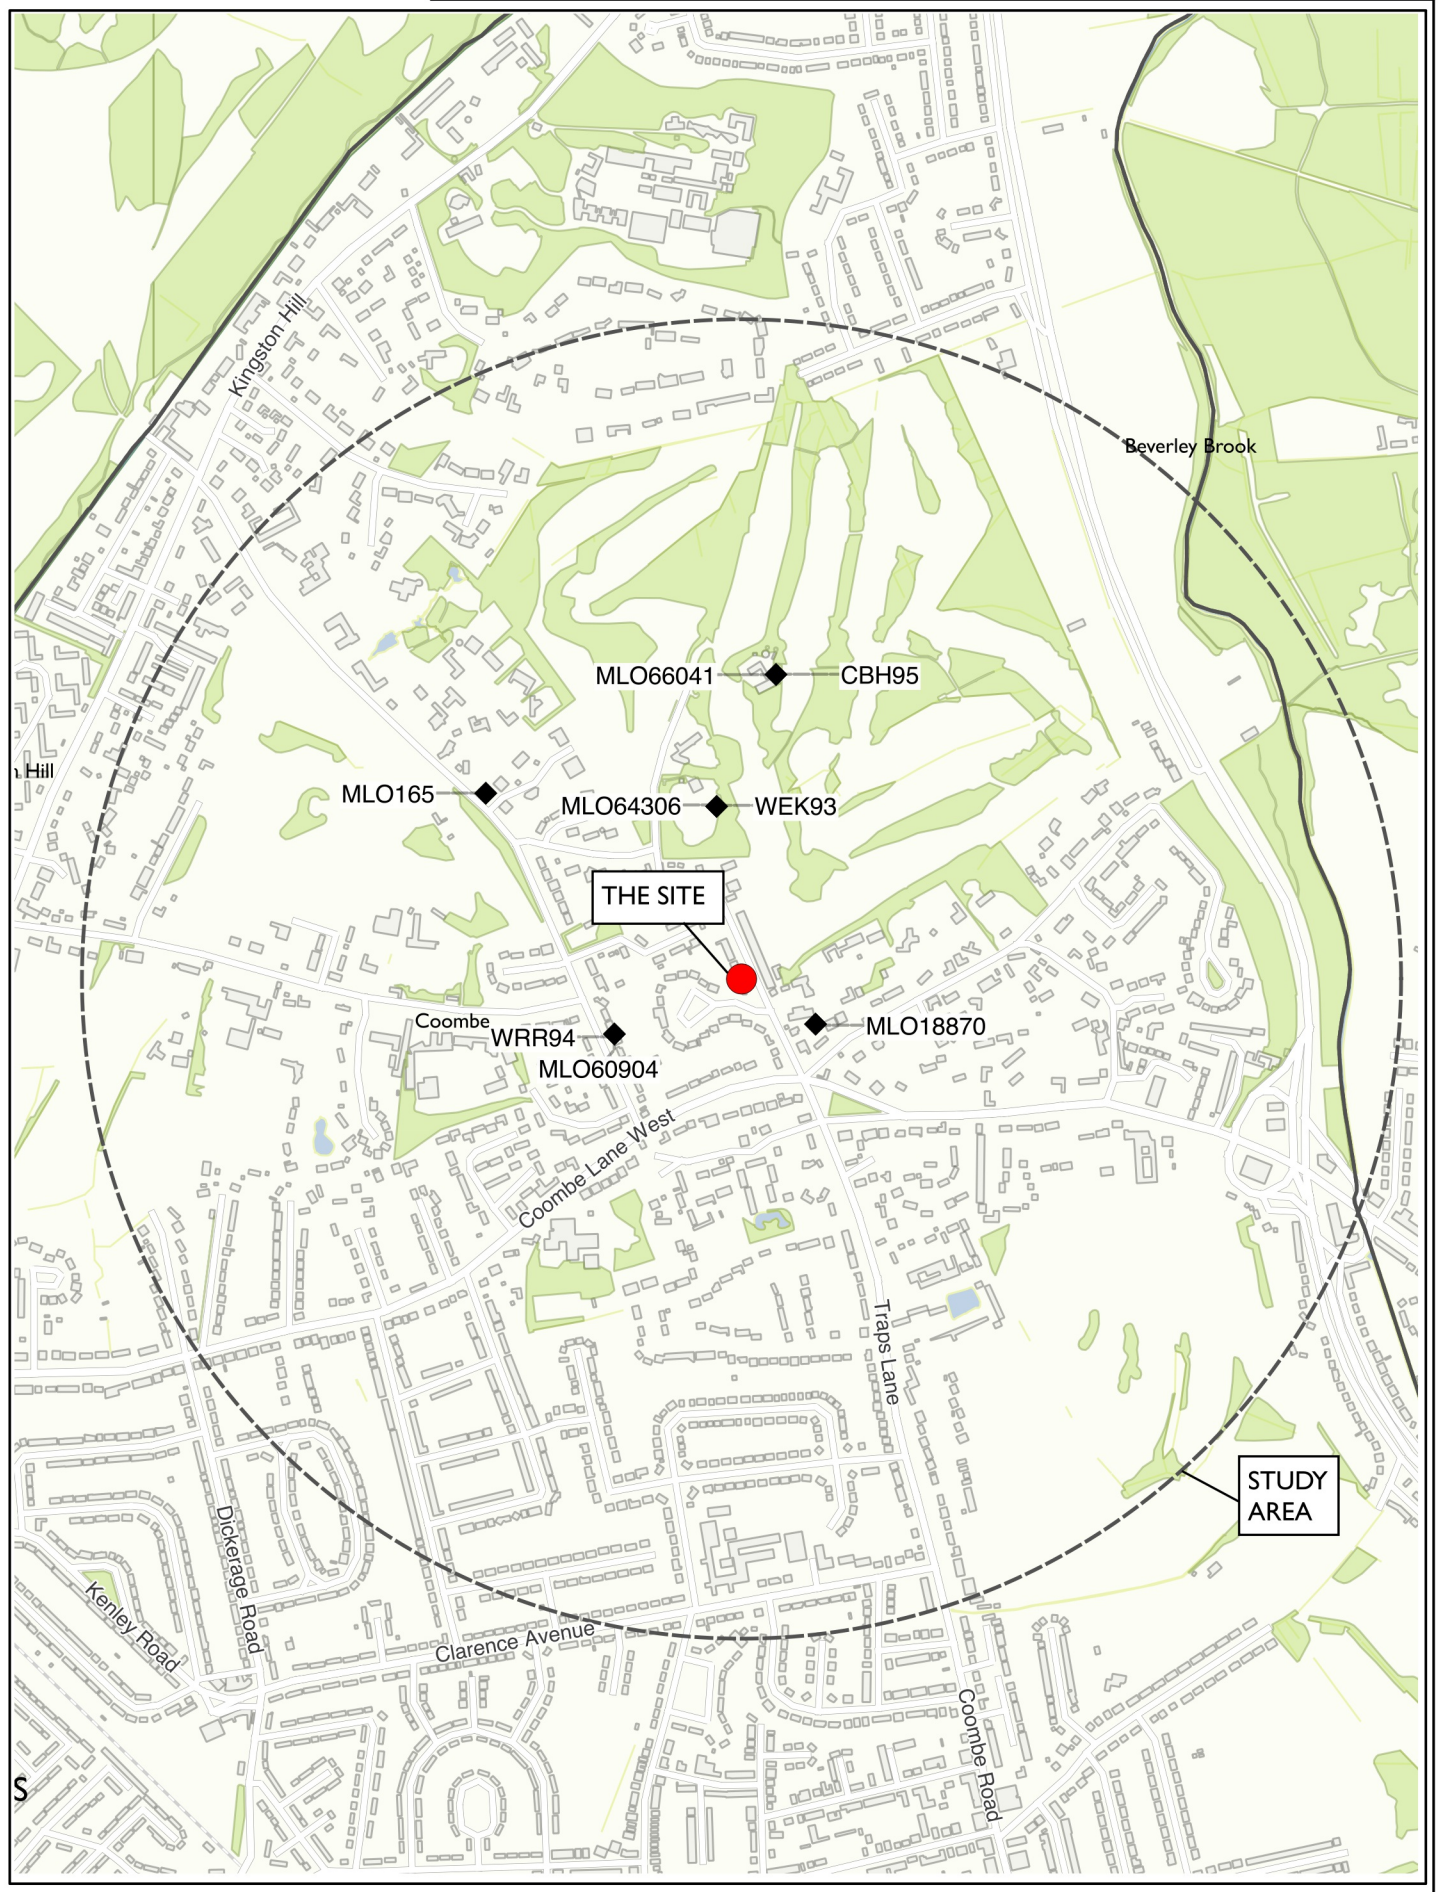 Kingston Hill
Beverley Brook
MLO66041
CBH95
n Hill
MLO165
MLO64306
WEK93
THE SITE
Coombe
WRR94
MLO60904
MLO18870
Coombe Lane West
Traps Lane
STUDY
AREA
Dickerage Road
Kenley Road
Clarence Avenue
Coombe Road
S